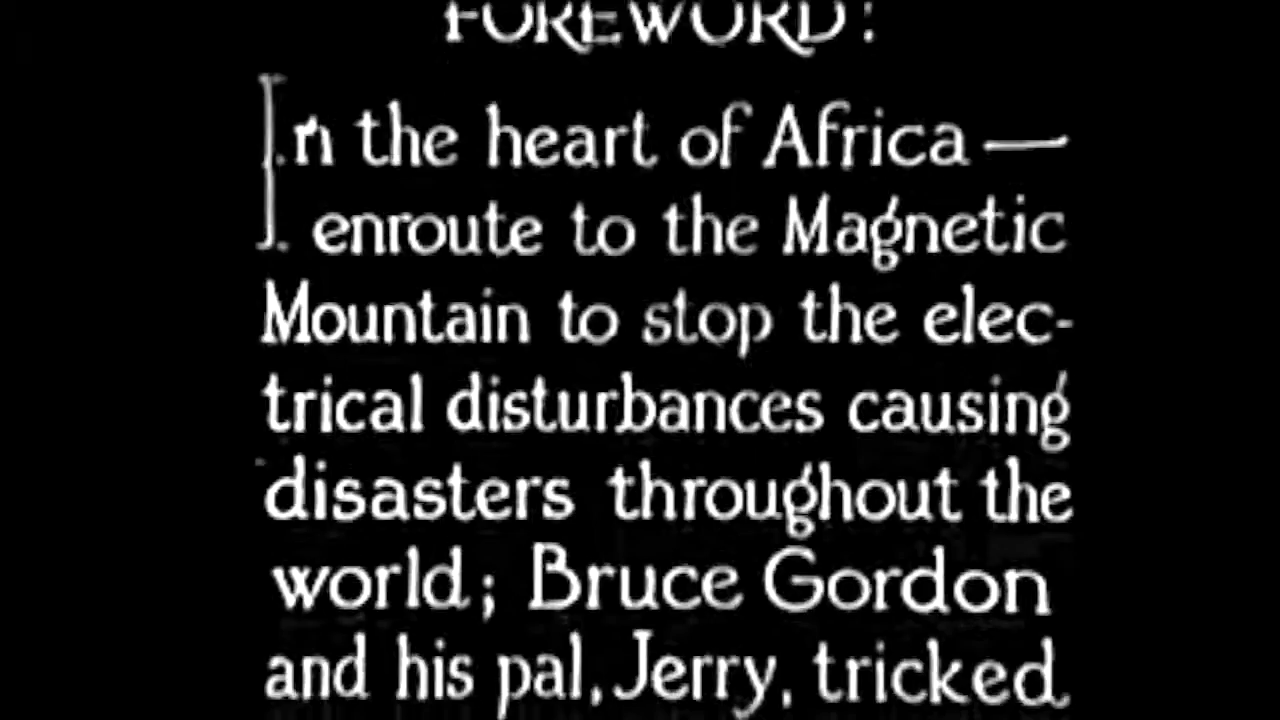 FOREWORD:
In the heart of Africa —
enroute to the Magnetic
Mountain to stop the elec-
trical disturbances causing
disasters throughout the
world; Bruce Gordon
and his pal, Jerry, tricked